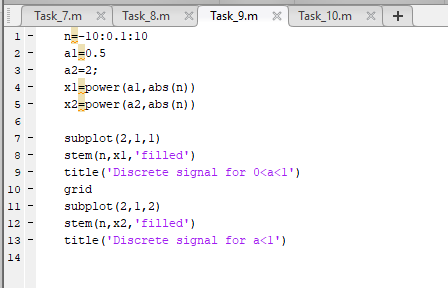 Task_7.m Task_8.m Task_9.m Task_10.m
1 - n=-10:0.1:10
2 - a1=0.5
3 - a2=2;
4 - x1=power(a1,abs(n))
5 - x2=power(a2,abs(n))
6
7 - subplot(2,1,1)
8 - stem(n,x1,'filled')
9 - title('Discrete signal for 0<a<1')
10 - grid
11 - subplot(2,1,2)
12 - stem(n,x2,'filled')
13 - title('Discrete signal for a<1')
14